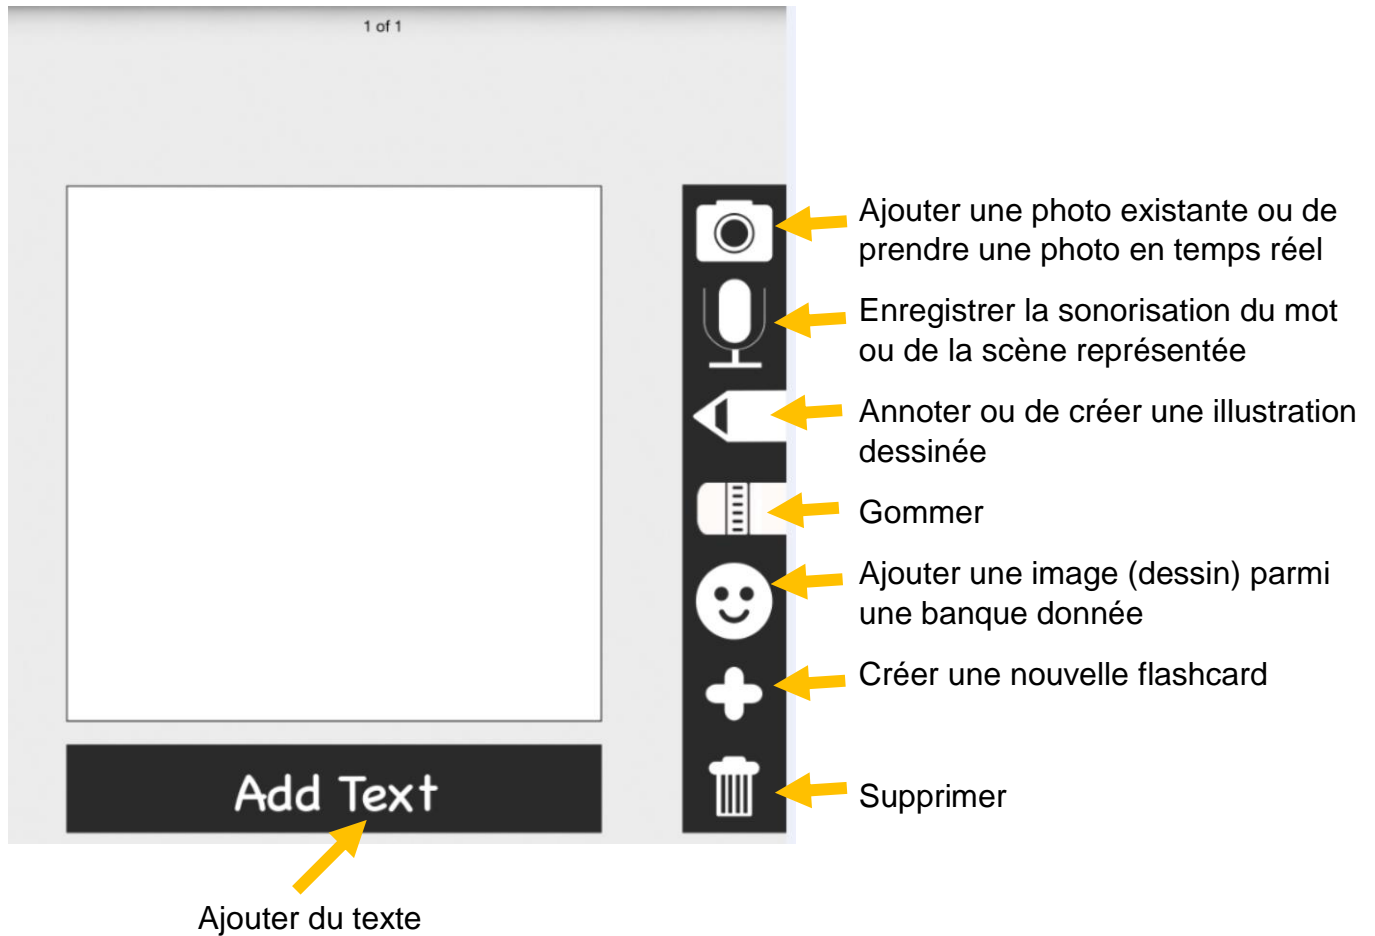 1 of 1
Ajouter une photo existante ou de
prendre une photo en temps réel
Enregistrer la sonorisation du mot
ou de la scène représentée
Annoter ou de créer une illustration
dessinée
Gommer
Ajouter une image (dessin) parmi
une banque donnée
Créer une nouvelle flashcard
Supprimer
Add Text
Ajouter du texte